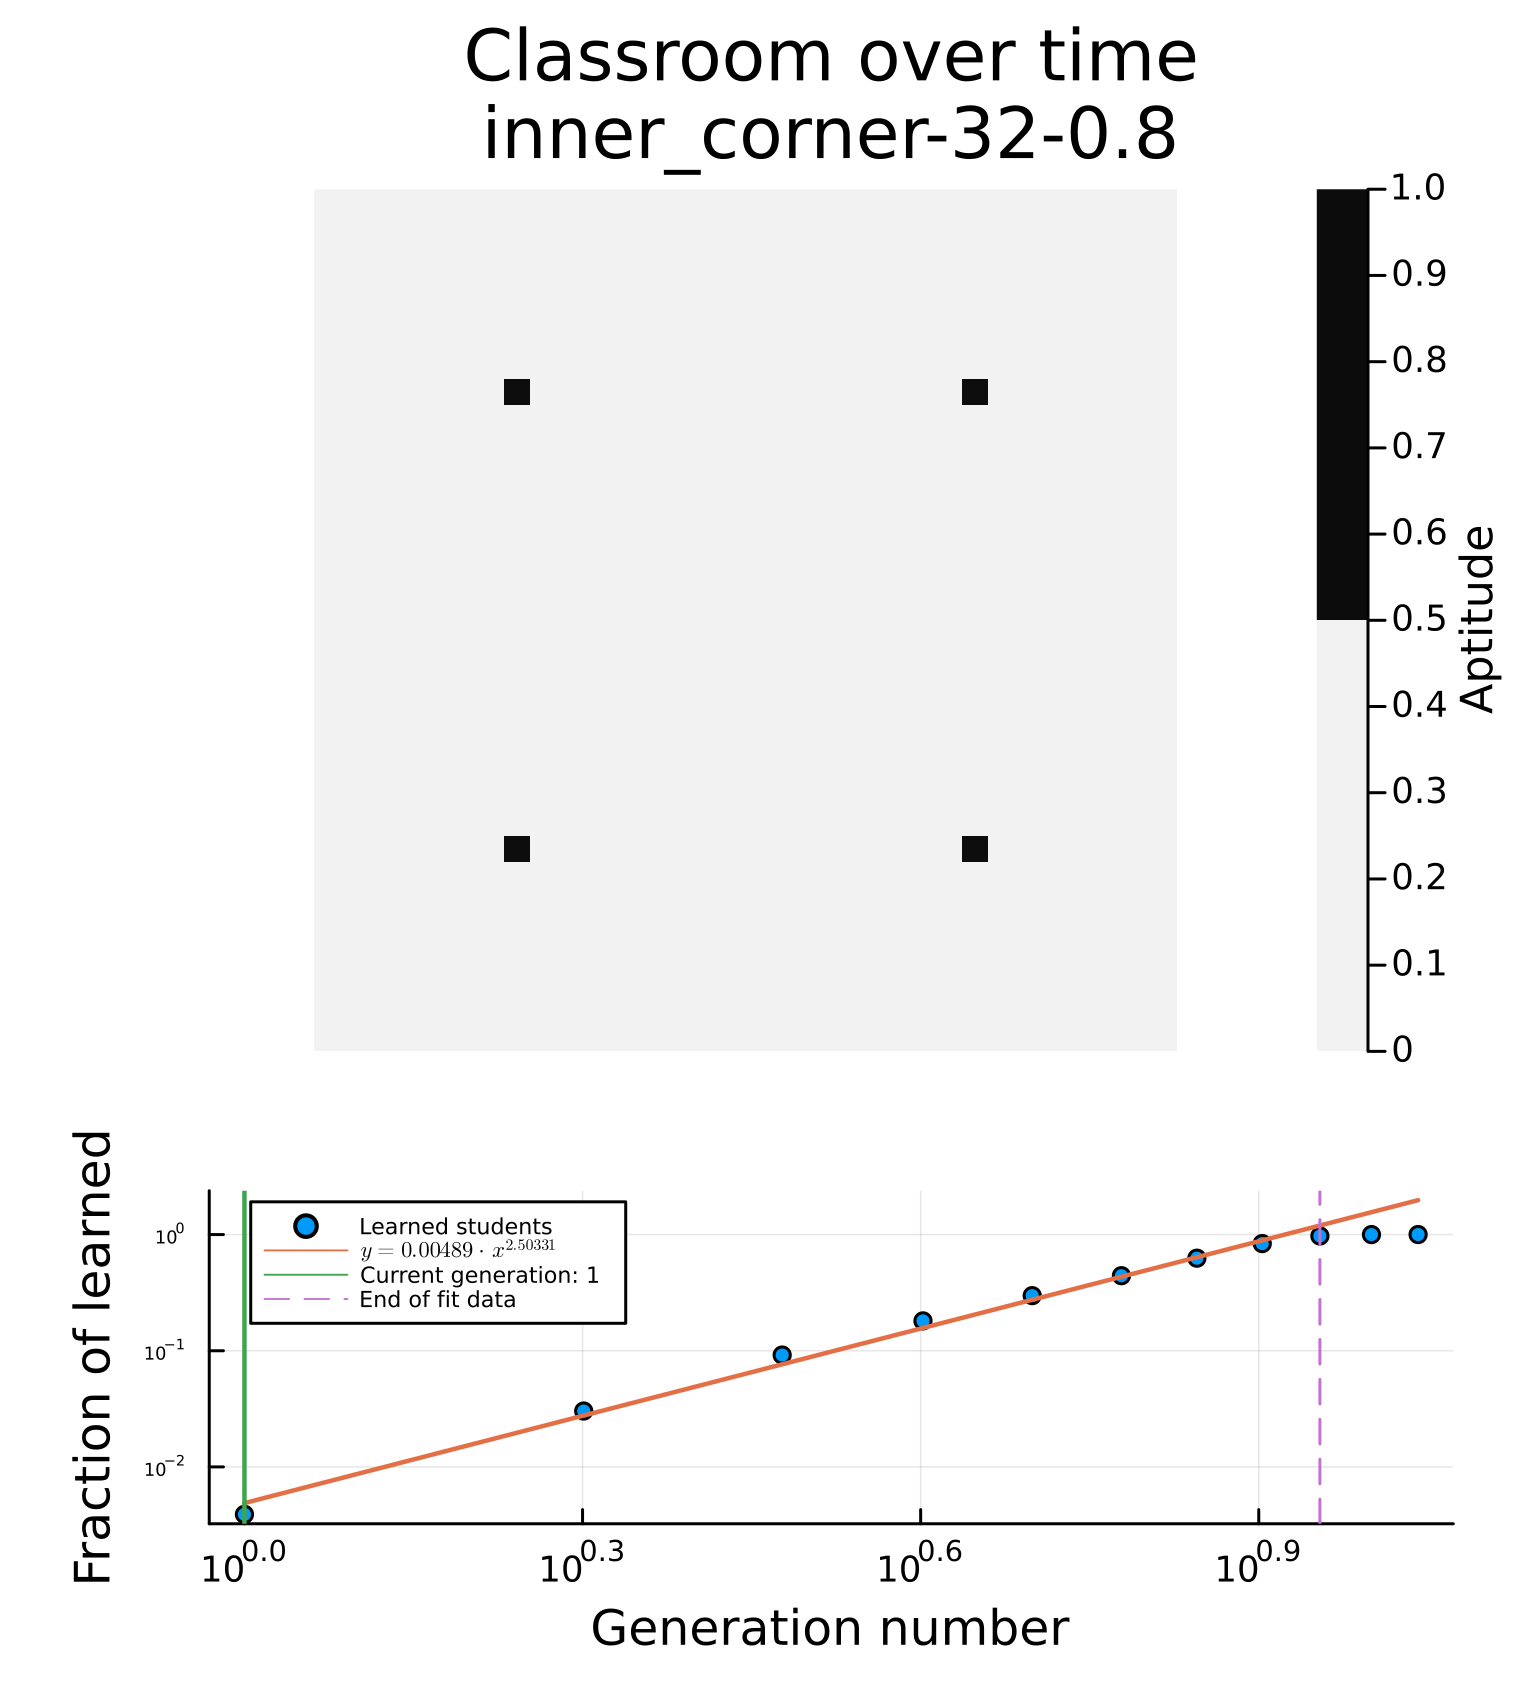 Classroom over time
inner_corner-32-0.8
1.0
0.9
0.8
0.7
0.6
0.5
0.4
0.3
0.2
0.1
0
Aptitude
Fraction of learned
10⁰
10⁻¹
10⁻²
Learned students
y = 0.00489 · x^2.50331
Current generation: 1
End of fit data
10^0.0
10^0.3
10^0.6
10^0.9
Generation number